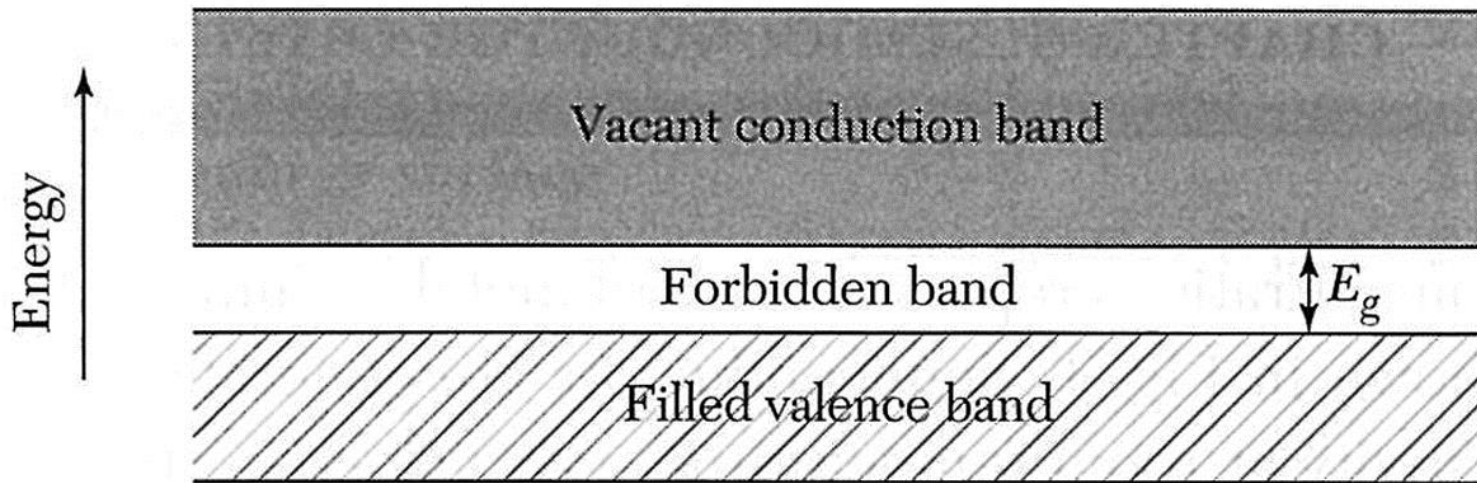 Vacant conduction band
Energy
Forbidden band
E_g
Filled valence band